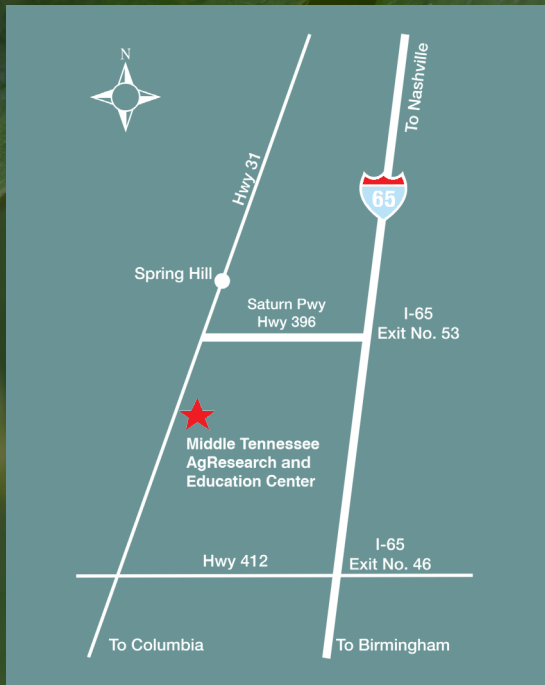 N
To Nashville
Hwy 31
65
Spring Hill
Saturn Pwy
Hwy 396
I-65
Exit No. 53
Middle Tennessee
AgResearch and
Education Center
I-65
Exit No. 46
Hwy 412
To Columbia
To Birmingham